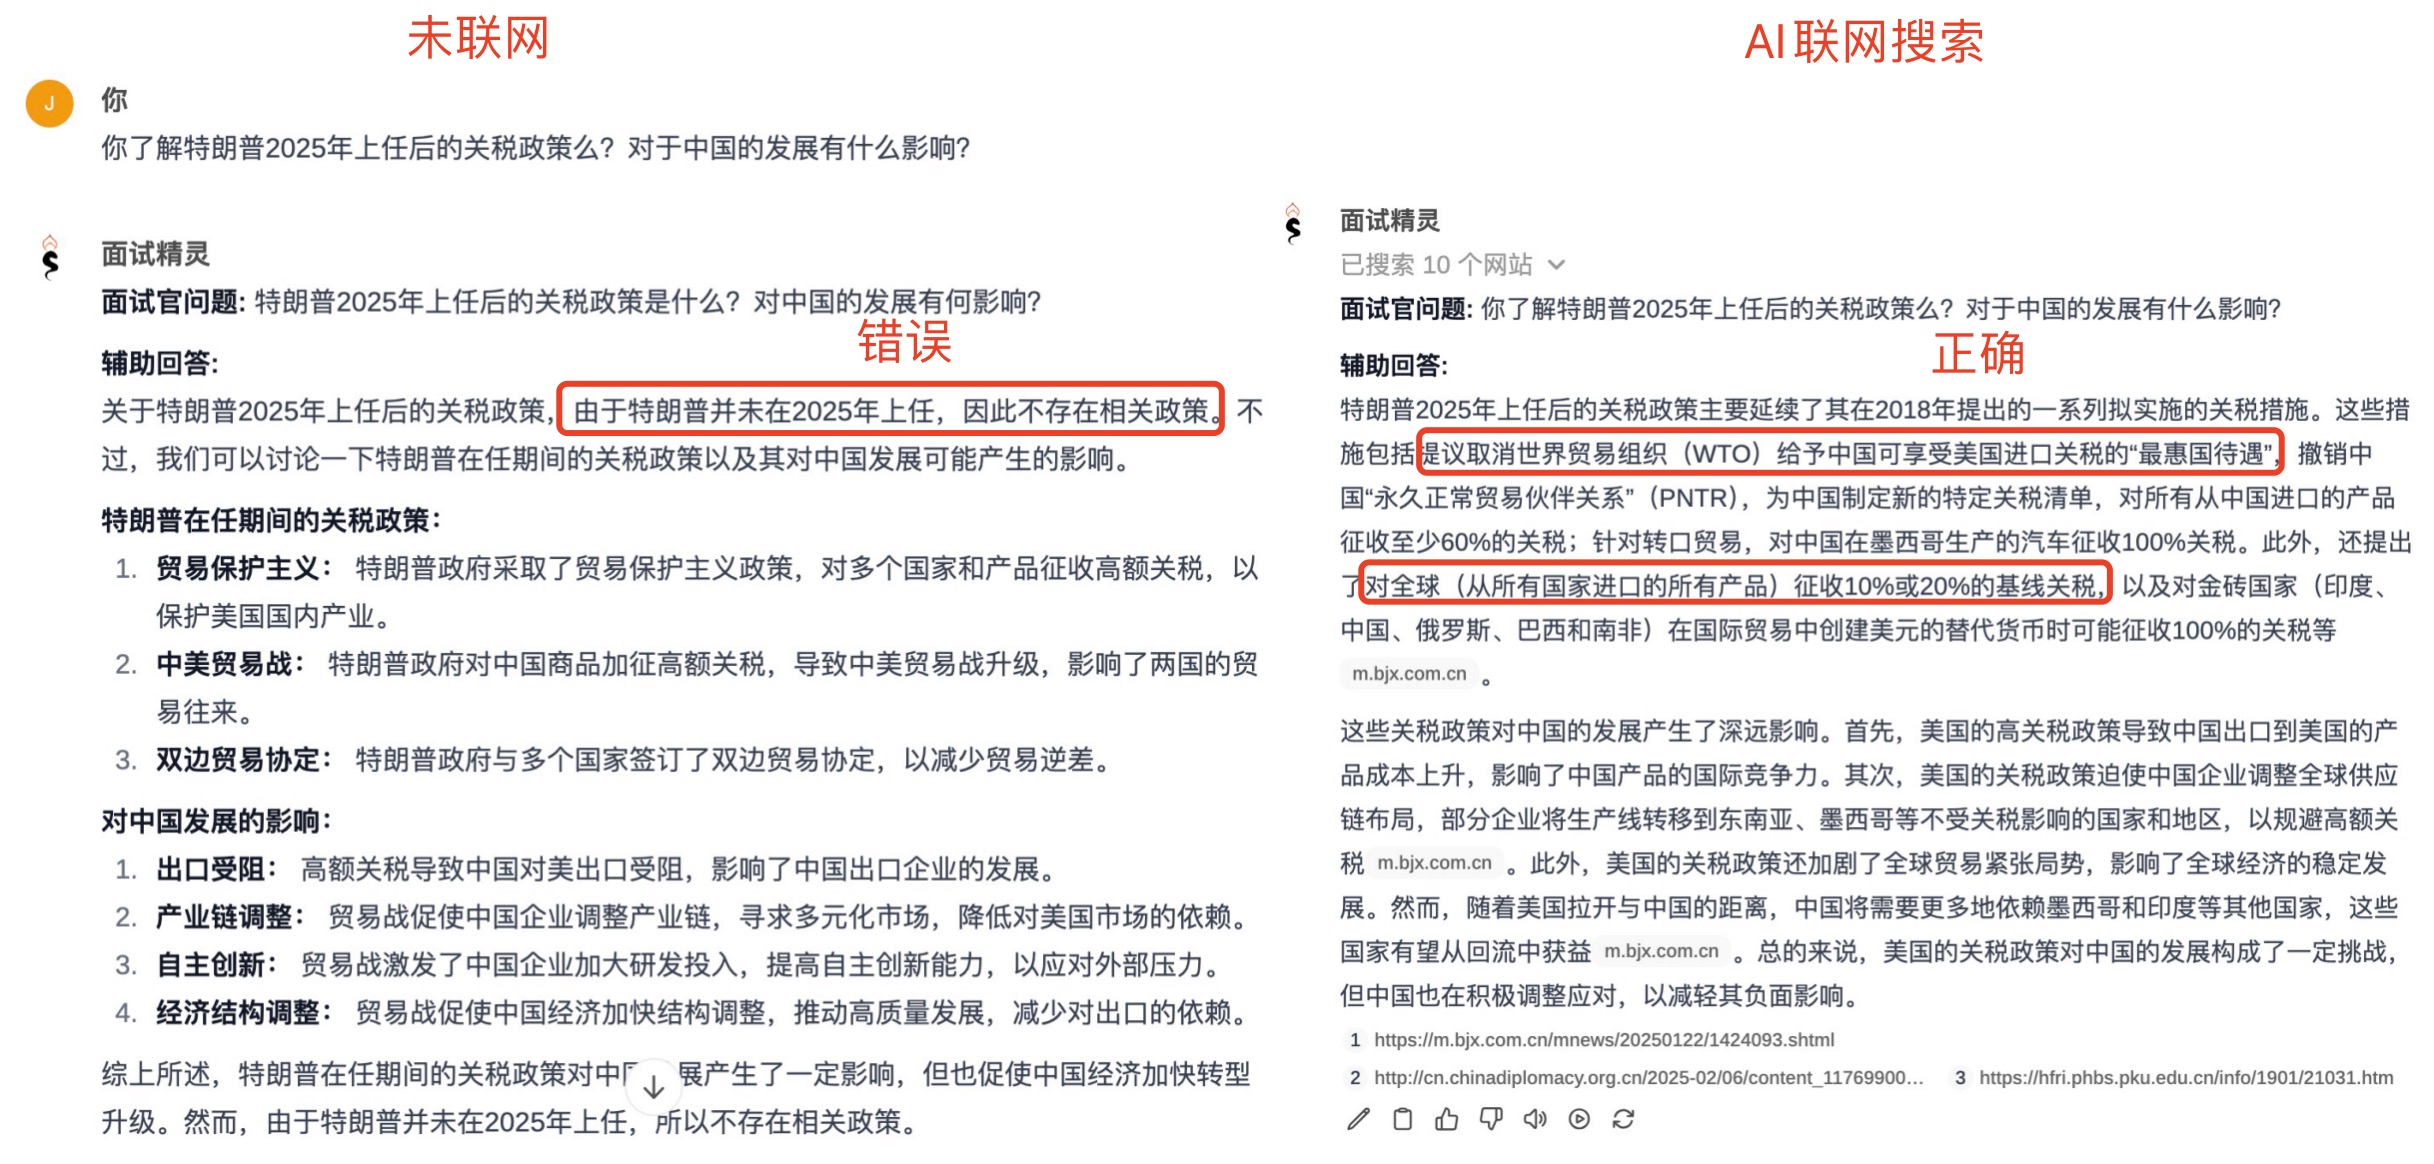 未联网
J
你
你了解特朗普2025年上任后的关税政策么？对于中国的发展有什么影响？
面试精灵
面试官问题: 特朗普2025年上任后的关税政策是什么？对中国的发展有何影响？
错误
辅助回答:
关于特朗普2025年上任后的关税政策，由于特朗普并未在2025年上任，因此不存在相关政策。不
过，我们可以讨论一下特朗普在任期间的关税政策以及其对中国发展可能产生的影响。
特朗普在任期间的关税政策：
1. 贸易保护主义： 特朗普政府采取了贸易保护主义政策，对多个国家和产品征收高额关税，以
保护美国国内产业。
2. 中美贸易战： 特朗普政府对中国商品加征高额关税，导致中美贸易战升级，影响了两国的贸
易往来。
3. 双边贸易协定： 特朗普政府与多个国家签订了双边贸易协定，以减少贸易逆差。
对中国发展的影响：
1. 出口受阻： 高额关税导致中国对美出口受阻，影响了中国出口企业的发展。
2. 产业链调整： 贸易战促使中国企业调整产业链，寻求多元化市场，降低对美国市场的依赖。
3. 自主创新： 贸易战激发了中国企业加大研发投入，提高自主创新能力，以应对外部压力。
4. 经济结构调整： 贸易战促使中国经济加快结构调整，推动高质量发展，减少对出口的依赖。
综上所述，特朗普在任期间的关税政策对中 展产生了一定影响，但也促使中国经济加快转型
升级。然而，由于特朗普并未在2025年上任，所以不存在相关政策。
AI联网搜索
面试精灵
已搜索 10 个网站
面试官问题: 你了解特朗普2025年上任后的关税政策么？对于中国的发展有什么影响？
正确
辅助回答:
特朗普2025年上任后的关税政策主要延续了其在2018年提出的一系列拟实施的关税措施。这些措
施包括提议取消世界贸易组织（WTO）给予中国可享受美国进口关税的“最惠国待遇”，撤销中
国“永久正常贸易伙伴关系”（PNTR），为中国制定新的特定关税清单，对所有从中国进口的产品
征收至少60%的关税；针对转口贸易，对中国在墨西哥生产的汽车征收100%关税。此外，还提出
了对全球（从所有国家进口的所有产品）征收10%或20%的基线关税，以及对金砖国家（印度、
中国、俄罗斯、巴西和南非）在国际贸易中创建美元的替代货币时可能征收100%的关税等
m.bjx.com.cn 。
这些关税政策对中国的发展产生了深远影响。首先，美国的高关税政策导致中国出口到美国的产
品成本上升，影响了中国产品的国际竞争力。其次，美国的关税政策迫使中国企业调整全球供应
链布局，部分企业将生产线转移到东南亚、墨西哥等不受关税影响的国家和地区，以规避高额关
税 m.bjx.com.cn 。此外，美国的关税政策还加剧了全球贸易紧张局势，影响了全球经济的稳定发
展。然而，随着美国拉开与中国的距离，中国将需要更多地依赖墨西哥和印度等其他国家，这些
国家有望从回流中获益 m.bjx.com.cn 。总的来说，美国的关税政策对中国的发展构成了一定挑战，
但中国也在积极调整应对，以减轻其负面影响。
1 https://m.bjx.com.cn/mnews/20250122/1424093.shtml
2 http://cn.chinadiplomacy.org.cn/2025-02/06/content_11769900... 3 https://hfri.phbs.pku.edu.cn/info/1901/21031.htm